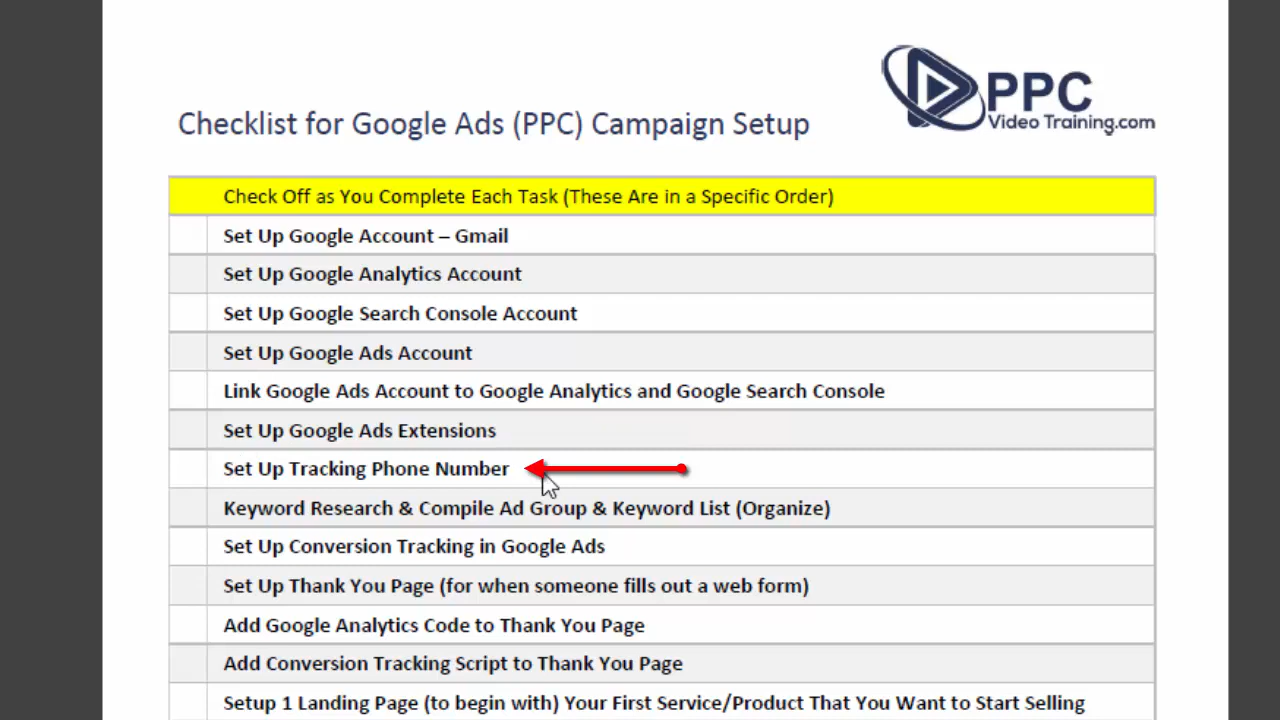 PPC
Video Training.com
Checklist for Google Ads (PPC) Campaign Setup
Check Off as You Complete Each Task (These Are in a Specific Order)
Set Up Google Account – Gmail
Set Up Google Analytics Account
Set Up Google Search Console Account
Set Up Google Ads Account
Link Google Ads Account to Google Analytics and Google Search Console
Set Up Google Ads Extensions
Set Up Tracking Phone Number
Keyword Research & Compile Ad Group & Keyword List (Organize)
Set Up Conversion Tracking in Google Ads
Set Up Thank You Page (for when someone fills out a web form)
Add Google Analytics Code to Thank You Page
Add Conversion Tracking Script to Thank You Page
Setup 1 Landing Page (to begin with) Your First Service/Product That You Want to Start Selling